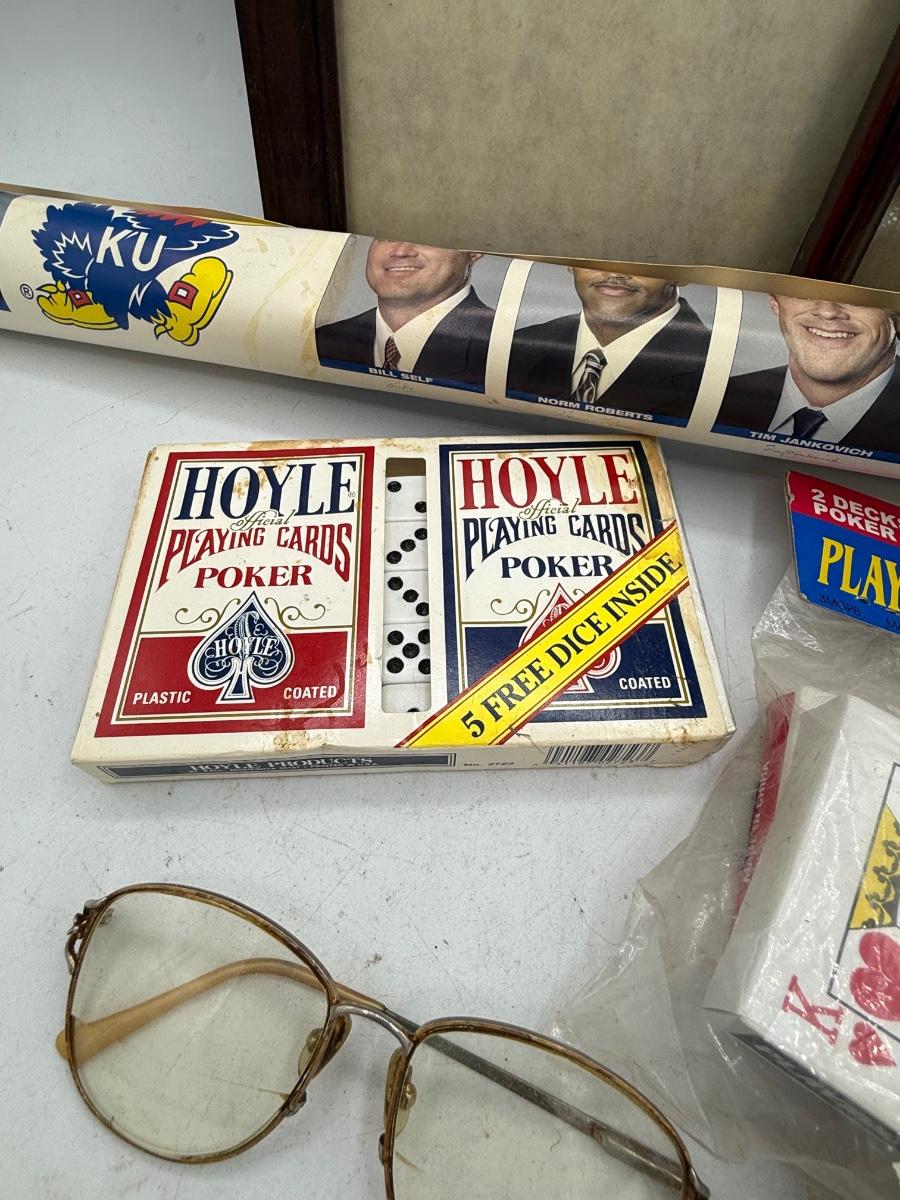 KU
®
BILL SELF
NORM ROBERTS
TIM JANKOVICH
HOYLE®
official
PLAYING CARDS
POKER
HOYLE
PLASTIC COATED
HOYLE
official
PLAYING CARDS
POKER
5 FREE DICE INSIDE
COATED
HOYLE PRODUCTS
2 DECKS
POKER
PLAY
3MGP8
K